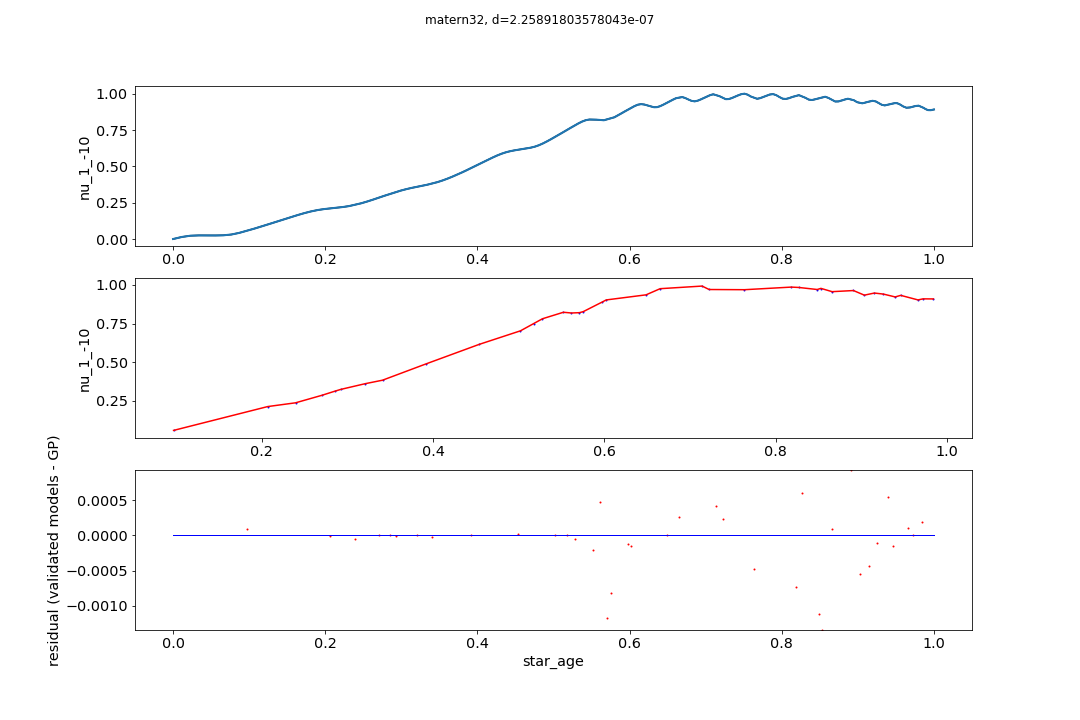 matern32, d=2.25891803578043e-07
1.00
0.75
0.50
0.25
0.00
nu_1_-10
0.0 0.2 0.4 0.6 0.8 1.0
1.00
0.75
0.50
0.25
nu_1_-10
0.2 0.4 0.6 0.8 1.0
0.0005
0.0000
−0.0005
−0.0010
residual (validated models - GP)
0.0 0.2 0.4 0.6 0.8 1.0
star_age